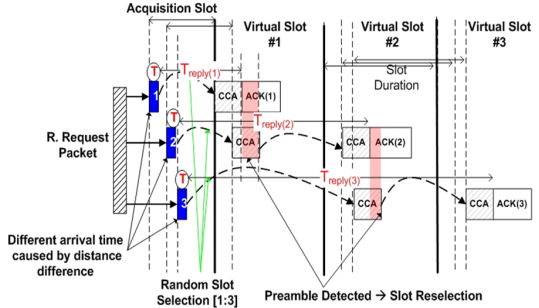 Acquisition Slot
Virtual Slot
#1
Virtual Slot
#2
Virtual Slot
#3
Slot
Duration
T
Treply(1)
1
CCA
ACK(1)
R. Request
Packet
T
Treply(2)
2
CCA
CCA
ACK(2)
T
Treply(3)
3
CCA
CCA
ACK(3)
Different arrival time
caused by distance
difference
Random Slot
Selection [1:3]
Preamble Detected → Slot Reselection